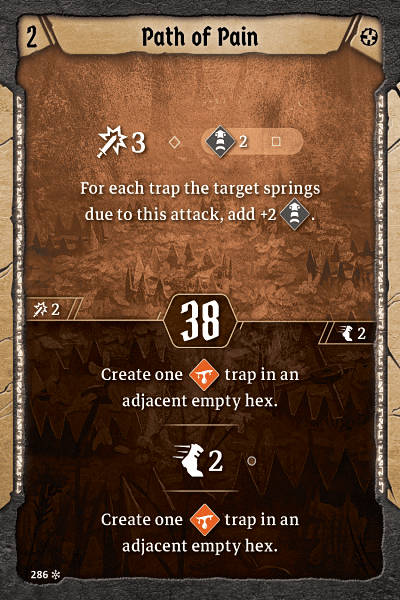 2 Path of Pain
3 2
For each trap the target springs
due to this attack, add +2 .
2 38 2
Create one trap in an
adjacent empty hex.
2
Create one trap in an
adjacent empty hex.
286